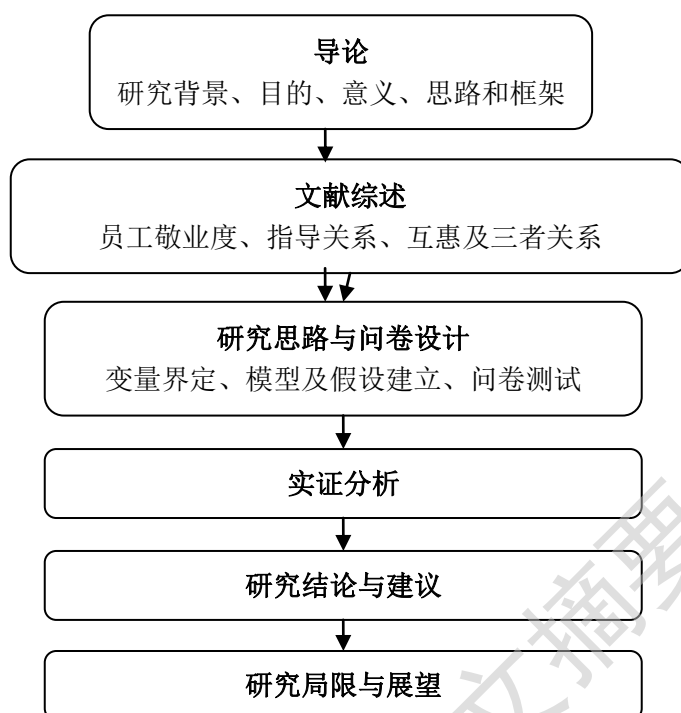 导论
研究背景、目的、意义、思路和框架
文献综述
员工敬业度、指导关系、互惠及三者关系
研究思路与问卷设计
变量界定、模型及假设建立、问卷测试
实证分析
研究结论与建议
研究局限与展望
文摘要